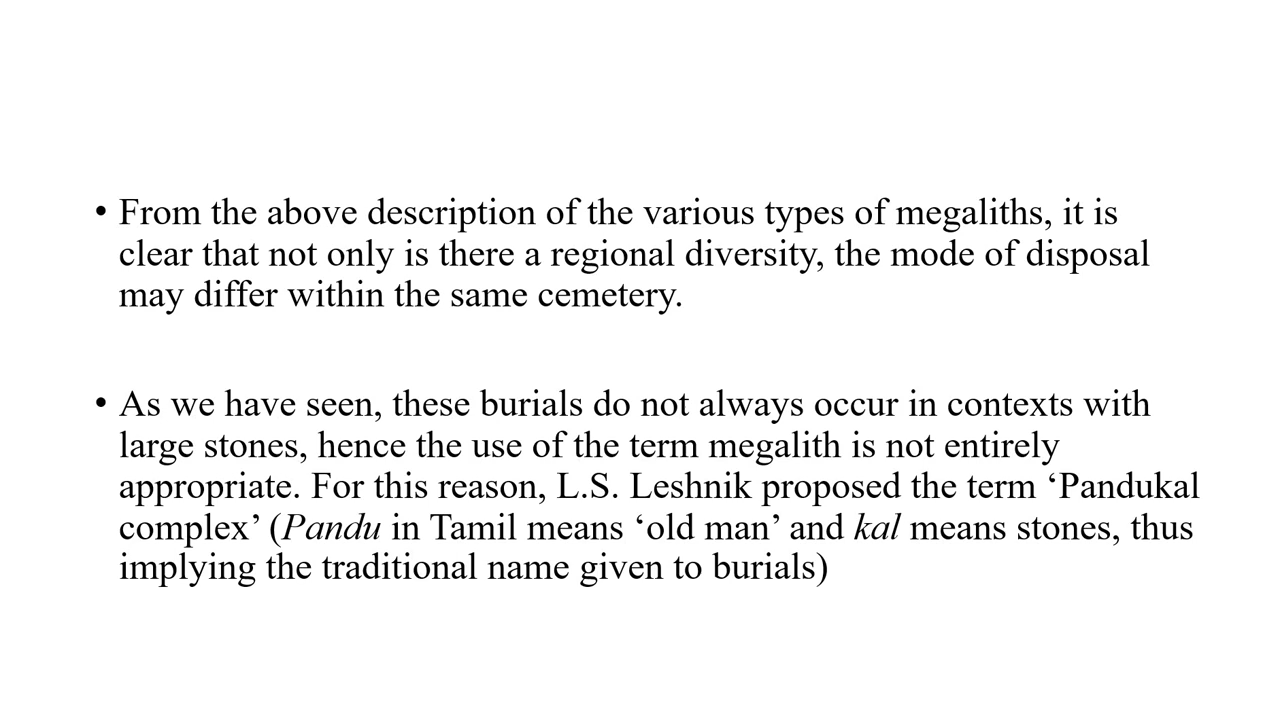 • From the above description of the various types of megaliths, it is
clear that not only is there a regional diversity, the mode of disposal
may differ within the same cemetery.
• As we have seen, these burials do not always occur in contexts with
large stones, hence the use of the term megalith is not entirely
appropriate. For this reason, L.S. Leshnik proposed the term ‘Pandukal
complex’ (Pandu in Tamil means ‘old man’ and kal means stones, thus
implying the traditional name given to burials)